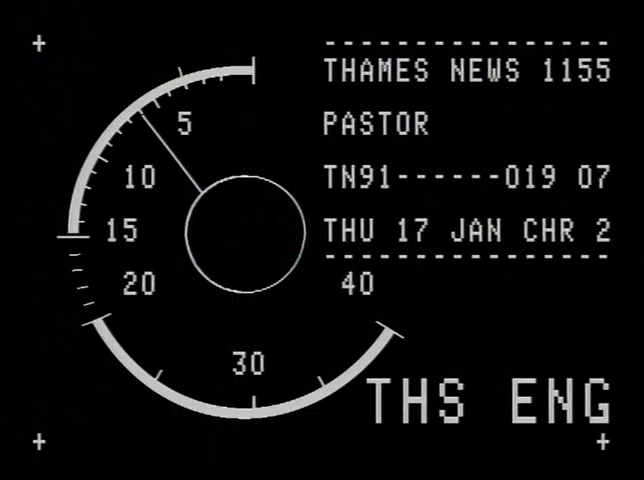 THAMES NEWS 1155
PASTOR
TN91------019 07
THU 17 JAN CHR 2
5
10
15
20
30
40
THS ENG